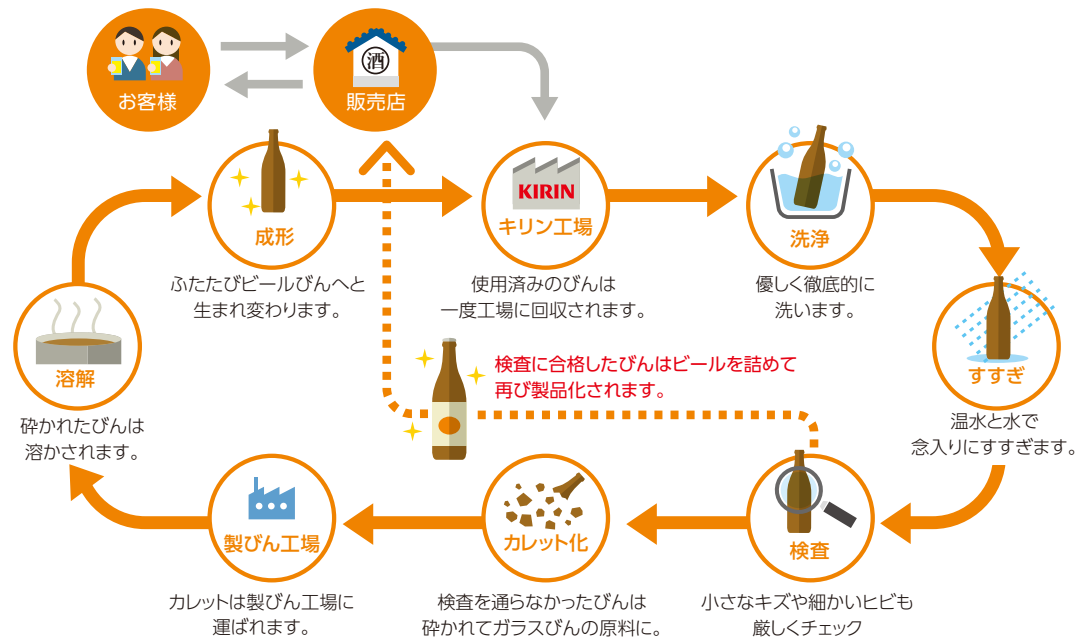 お客様
酒
販売店
成形
ふたたびビールびんへと
生まれ変わります。
KIRIN
キリン工場
使用済みのびんは
一度工場に回収されます。
洗浄
優しく徹底的に
洗います。
すすぎ
温水と水で
念入りにすすぎます。
検査に合格したびんはビールを詰めて
再び製品化されます。
溶解
砕かれたびんは
溶かされます。
製びん工場
カレットは製びん工場に
運ばれます。
カレット化
検査を通らなかったびんは
砕かれてガラスびんの原料に。
検査
小さなキズや細かいヒビも
厳しくチェック